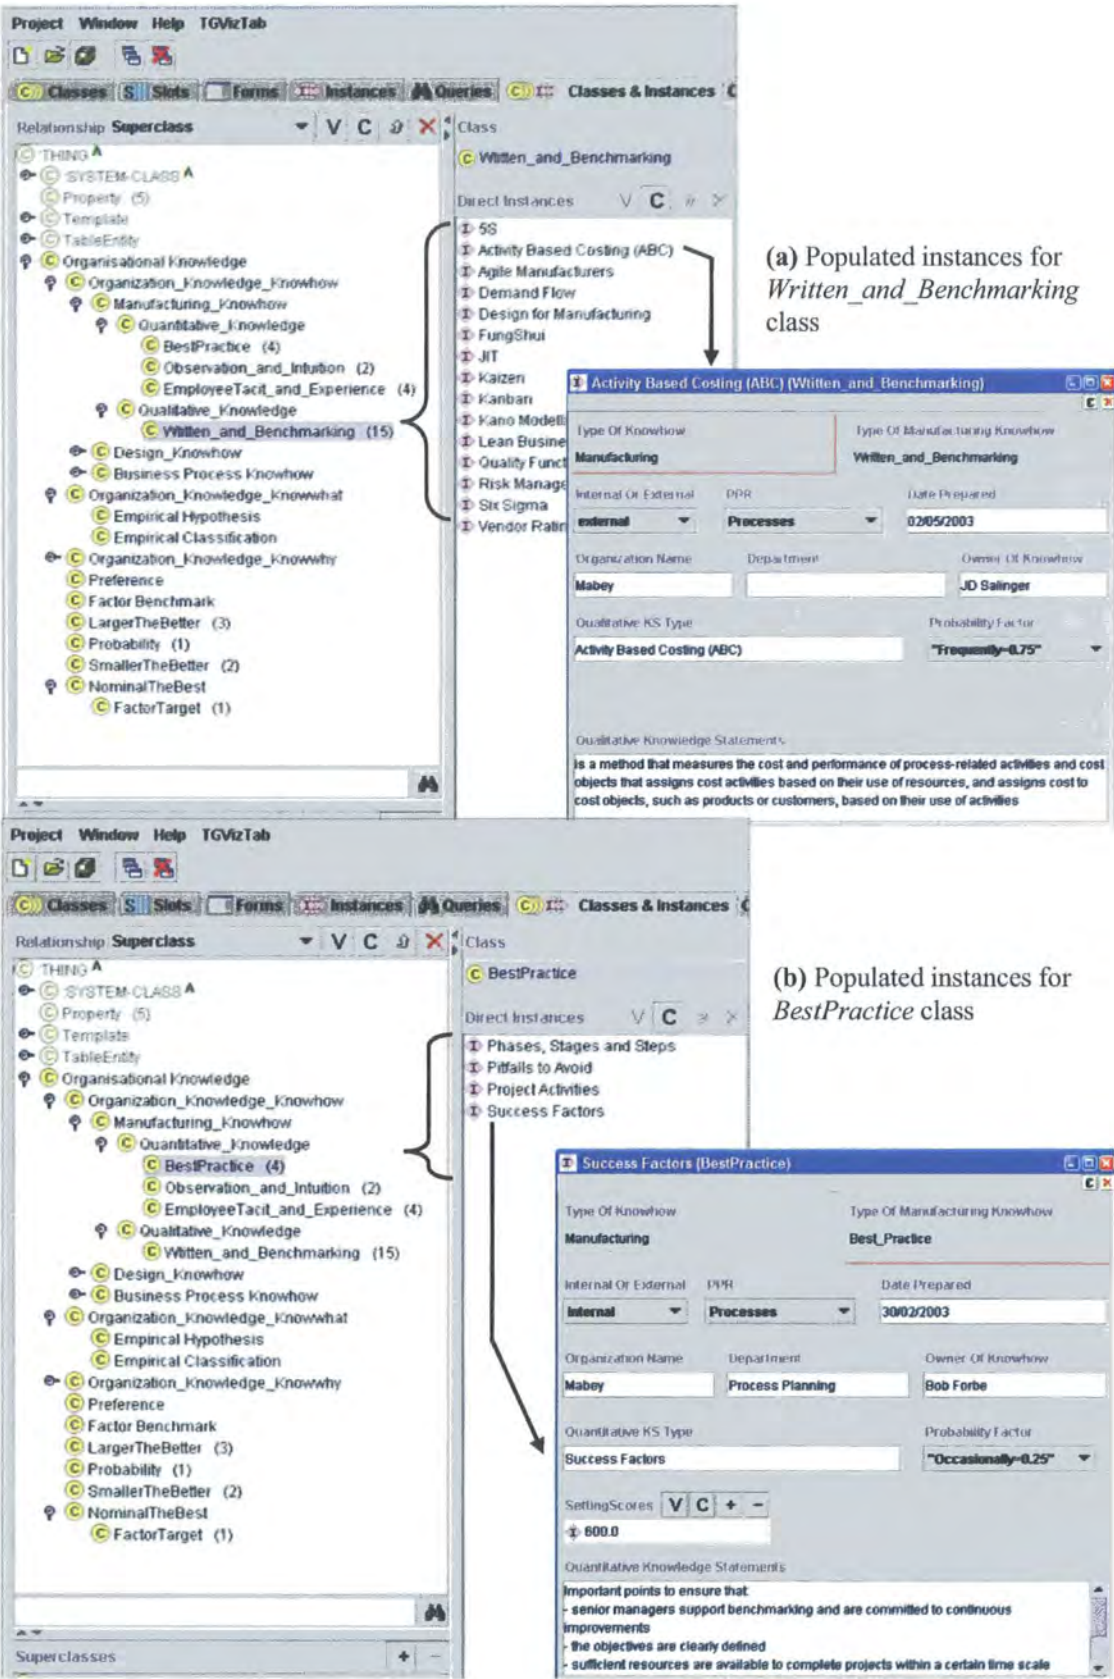 Project Window Help TGVizTab
Classes Slots Forms Instances Queries Classes & Instances
Relationship Superclass V C
THING A
SYSTEM-CLASS A
Property (5)
Template
TableEntity
Organisational Knowledge
Organization_Knowledge_Knowhow
Manufacturing_Knowhow
Quantitative_Knowledge
BestPractice (4)
Observation_and_Intuition (2)
EmployeeTacit_and_Experience (4)
Qualitative_Knowledge
Wtitten_and_Benchmarking (15)
Design_Knowhow
Business Process Knowhow
Organization_Knowledge_Knowwhat
Empirical Hypothesis
Empirical Classification
Organization_Knowledge_Knowwhy
Preference
Factor Benchmark
LargerTheBetter (3)
Probability (1)
SmallerTheBetter (2)
NominalTheBest
FactorTarget (1)
Class
Wtitten_and_Benchmarking
Direct Instances V C
5S
Activity Based Costing (ABC)
Agile Manufacturers
Demand Flow
Design for Manufacturing
FungShui
JIT
Kaizen
Kanban
Kano Modelli
Lean Busine
Quality Funct
Risk Manage
Six Sigma
Vendor Ratin
(a) Populated instances for
Written_and_Benchmarking
class
Activity Based Costing (ABC) (Wtitten_and_Benchmarking)
Type Of Knowhow Type Of Manufacturing Knowhow
Manufacturing Written_and_Benchmarking
Internal Or External PPR Date Prepared
external Processes 02/05/2003
Organization Name Department Owner Of Knowhow
Mabey JD Salinger
Qualitative KS Type Probability Factor
Activity Based Costing (ABC) "Frequently=0.75"
Qualitative Knowledge Statements
is a method that measures the cost and performance of process-related activities and cost
objects that assigns cost activities based on their use of resources, and assigns cost to
cost objects, such as products or customers, based on their use of activities
Project Window Help TGVizTab
Classes Slots Forms Instances Queries Classes & Instances
Relationship Superclass V C
THING A
SYSTEM-CLASS A
Property (5)
Template
TableEntity
Organisational Knowledge
Organization_Knowledge_Knowhow
Manufacturing_Knowhow
Quantitative_Knowledge
BestPractice (4)
Observation_and_Intuition (2)
EmployeeTacit_and_Experience (4)
Qualitative_Knowledge
Wtitten_and_Benchmarking (15)
Design_Knowhow
Business Process Knowhow
Organization_Knowledge_Knowwhat
Empirical Hypothesis
Empirical Classification
Organization_Knowledge_Knowwhy
Preference
Factor Benchmark
LargerTheBetter (3)
Probability (1)
SmallerTheBetter (2)
NominalTheBest
FactorTarget (1)
Superclasses + -
Class
BestPractice
Direct Instances V C
Phases, Stages and Steps
Pitfalls to Avoid
Project Activities
Success Factors
(b) Populated instances for
BestPractice class
Success Factors (BestPractice)
Type Of Knowhow Type Of Manufacturing Knowhow
Manufacturing Best_Practice
Internal Or External PPR Date Prepared
Internal Processes 30/02/2003
Organization Name Department Owner Of Knowhow
Mabey Process Planning Bob Forbe
Quantitative KS Type Probability Factor
Success Factors "Occasionally=0.25"
SettingScores V C + -
600.0
Quantitative Knowledge Statements
Important points to ensure that
- senior managers support benchmarking and are committed to continuous
improvements
- the objectives are clearly defined
- sufficient resources are available to complete projects within a certain time scale